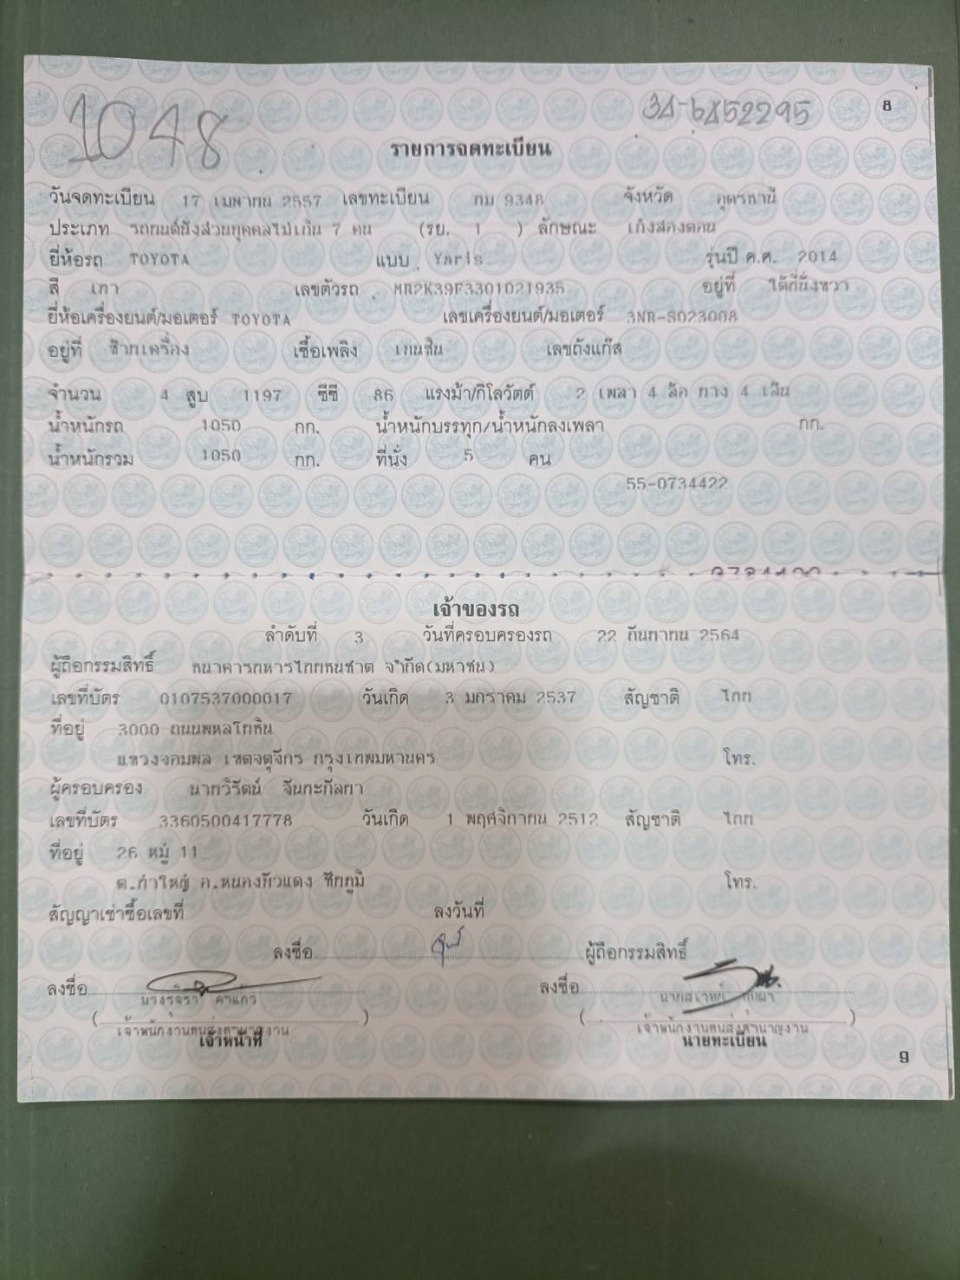 1048
34-6852295
8
รายการจดทะเบียน
วันจดทะเบียน 17 เมษายน 2557 เลขทะเบียน กม 9348 จังหวัด อุดรธานี
ประเภท รถยนต์นั่งส่วนบุคคลไม่เกิน 7 คน (รย. 1 ) ลักษณะ เก๋งสองตอน
ยี่ห้อรถ TOYOTA แบบ Yaris รุ่นปี ค.ศ. 2014
สี เทา เลขตัวรถ MR2K39F3301021935 อยู่ที่ ใต้ที่นั่งขวา
ยี่ห้อเครื่องยนต์/มอเตอร์ TOYOTA เลขเครื่องยนต์/มอเตอร์ 3NR-S023008
อยู่ที่ ซ้ายเครื่อง เชื้อเพลิง เบนซิน เลขถังแก๊ส
จำนวน 4 สูบ 1197 ซีซี 86 แรงม้า/กิโลวัตต์ 2 เพลา 4 ล้อ ยาง 4 เส้น
น้ำหนักรถ 1050 กก. น้ำหนักบรรทุก/น้ำหนักลงเพลา กก.
น้ำหนักรวม 1050 กก. ที่นั่ง 5 คน
55-0734422
เจ้าของรถ
ลำดับที่ 3 วันที่ครอบครองรถ 22 กันยายน 2564
ผู้ถือกรรมสิทธิ์ ธนาคารทหารไทยธนชาต จำกัด(มหาชน)
เลขที่บัตร 0107537000017 วันเกิด 3 มกราคม 2537 สัญชาติ ไทย
ที่อยู่ 3000 ถนนพหลโยธิน
แขวงจอมพล เขตจตุจักร กรุงเทพมหานคร โทร.
ผู้ครอบครอง นายวิรัตน์ จันทะกัลยา
เลขที่บัตร 3360500417778 วันเกิด 1 พฤศจิกายน 2512 สัญชาติ ไทย
ที่อยู่ 26 หมู่ 11
ต.ท่าใหญ่ อ.หนองบัวแดง ชัยภูมิ โทร.
สัญญาเช่าซื้อเลขที่ ลงวันที่
ลงชื่อ ผู้ถือกรรมสิทธิ์
ลงชื่อ ลงชื่อ
( ) ( )
เจ้าหน้าที่ นายทะเบียน
9